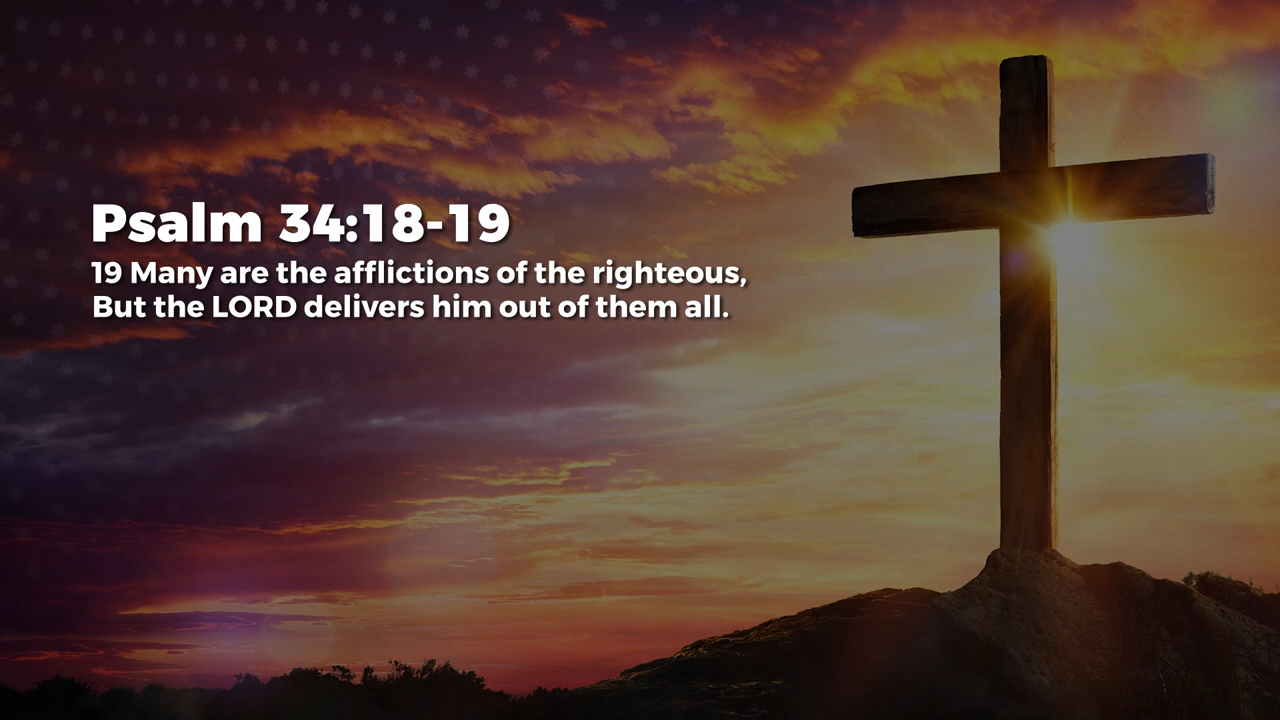 Psalm 34:18-19
19 Many are the afflictions of the righteous,
But the LORD delivers him out of them all.